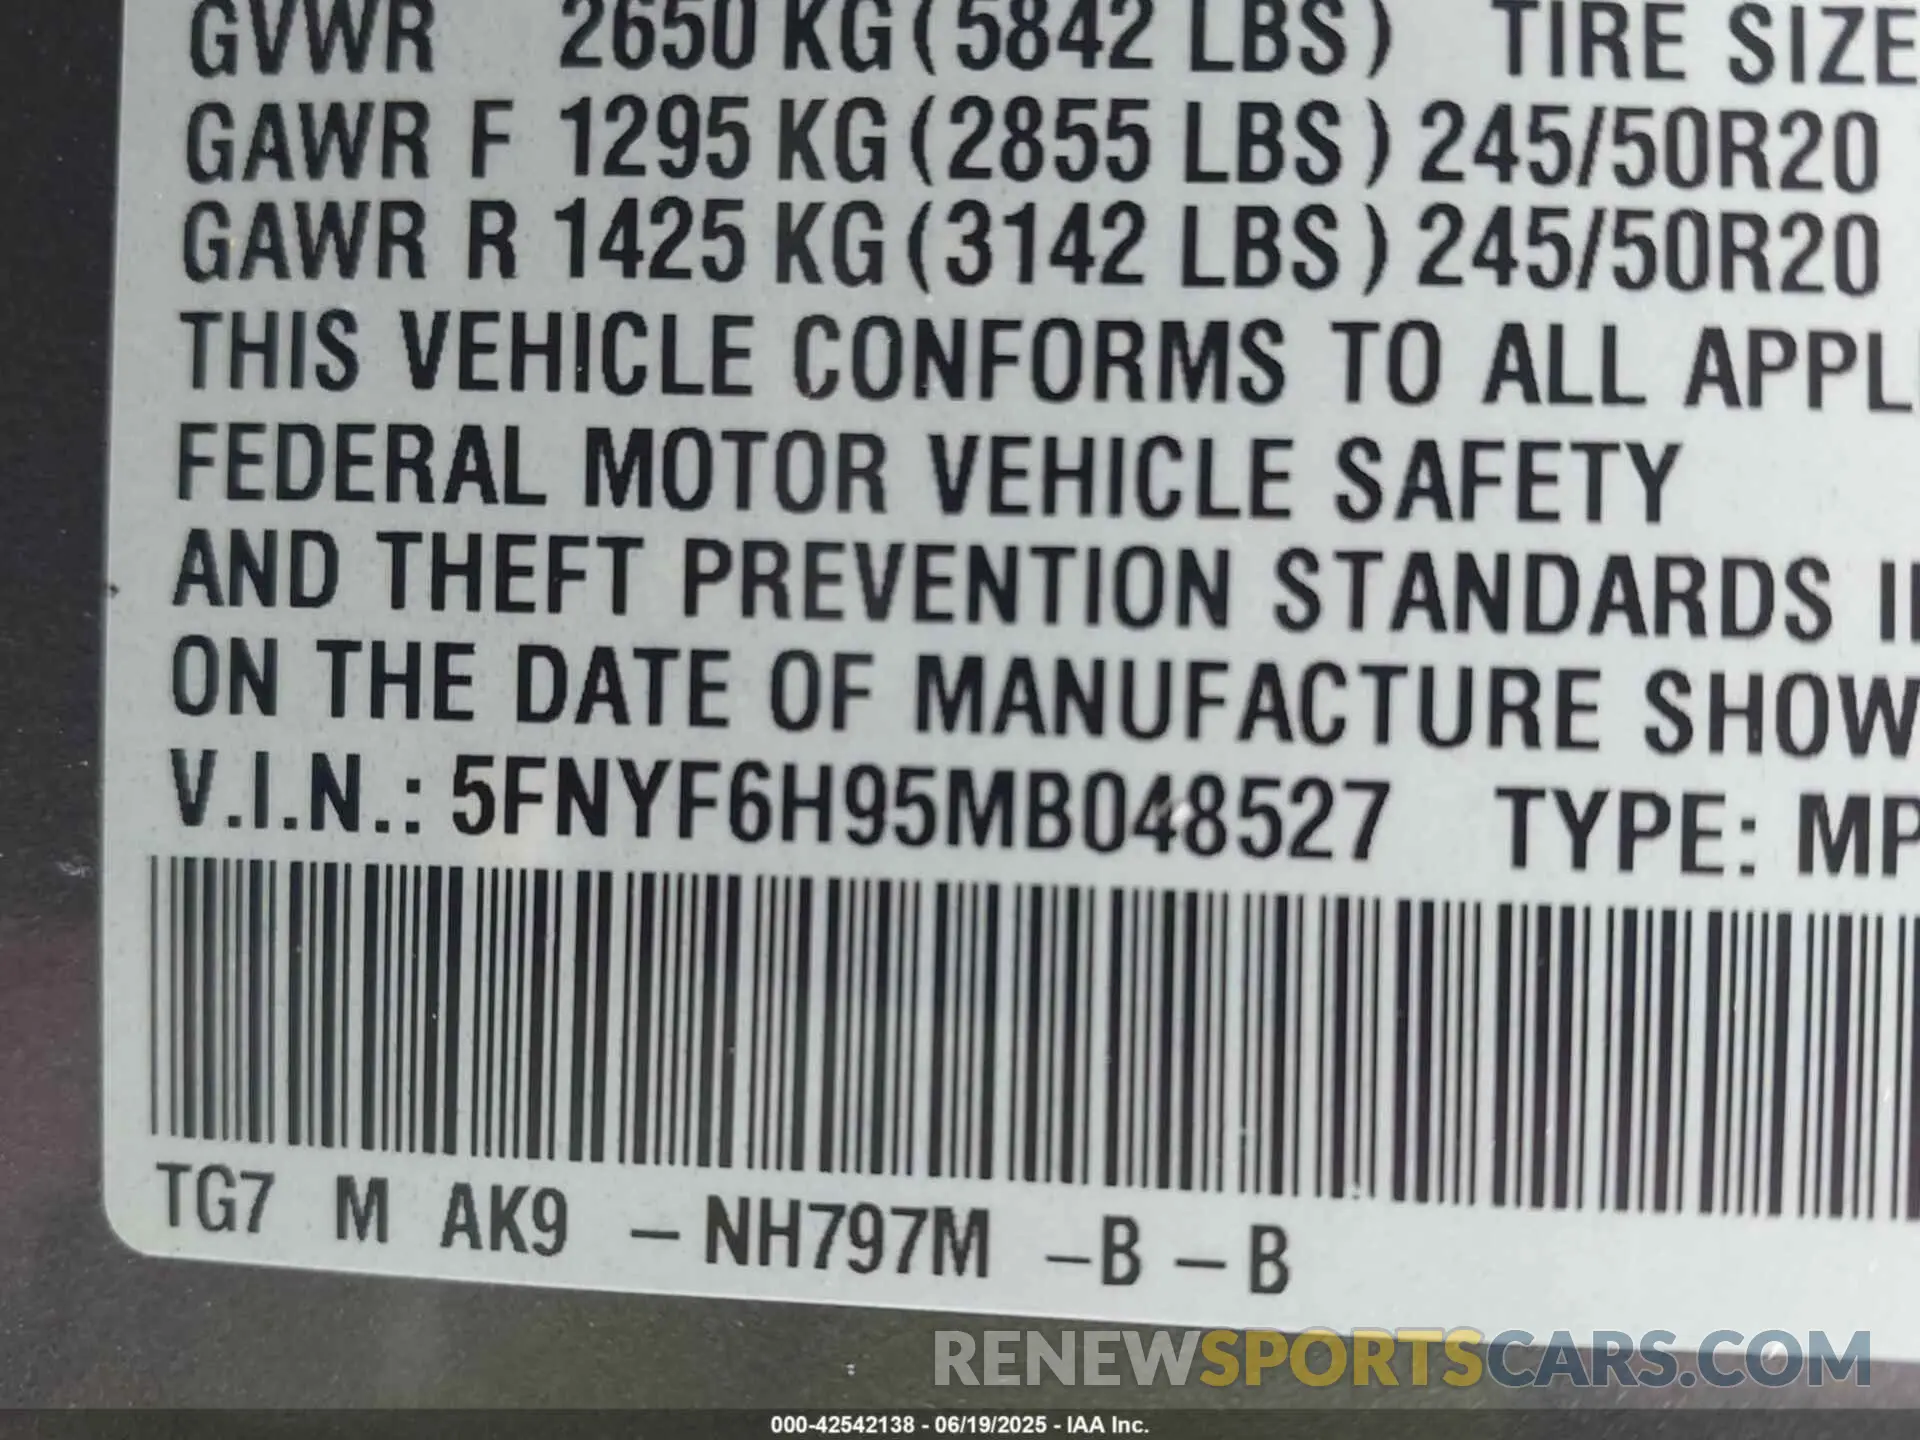 GVWR 2650 KG (5842 LBS) TIRE SIZE
GAWR F 1295 KG (2855 LBS) 245/50R20
GAWR R 1425 KG (3142 LBS) 245/50R20
THIS VEHICLE CONFORMS TO ALL APPL
FEDERAL MOTOR VEHICLE SAFETY
AND THEFT PREVENTION STANDARDS I
ON THE DATE OF MANUFACTURE SHOW
V.I.N.: 5FNYF6H95MB048527 TYPE: MP
TG7 M AK9 – NH797M – B – B
RENEWSPORTSCARS.COM
000-42542138 - 06/19/2025 - IAA Inc.